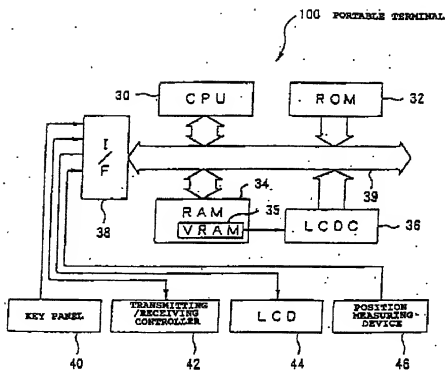 100 PORTABLE TERMINAL
30 CPU
ROM 32
I/F
38
39
34
RAM
35
VRAM
LCDC 36
KEY PANEL
TRANSMITTING
/RECEIVING
CONTROLLER
LCD
POSITION
MEASURING-
DEVICE
40
42
44
46